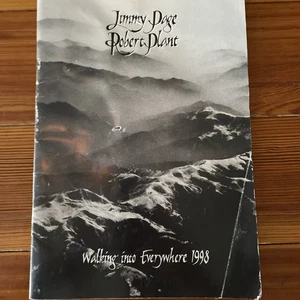 Jimmy Page
Robert Plant
Walking into Everywhere 1998